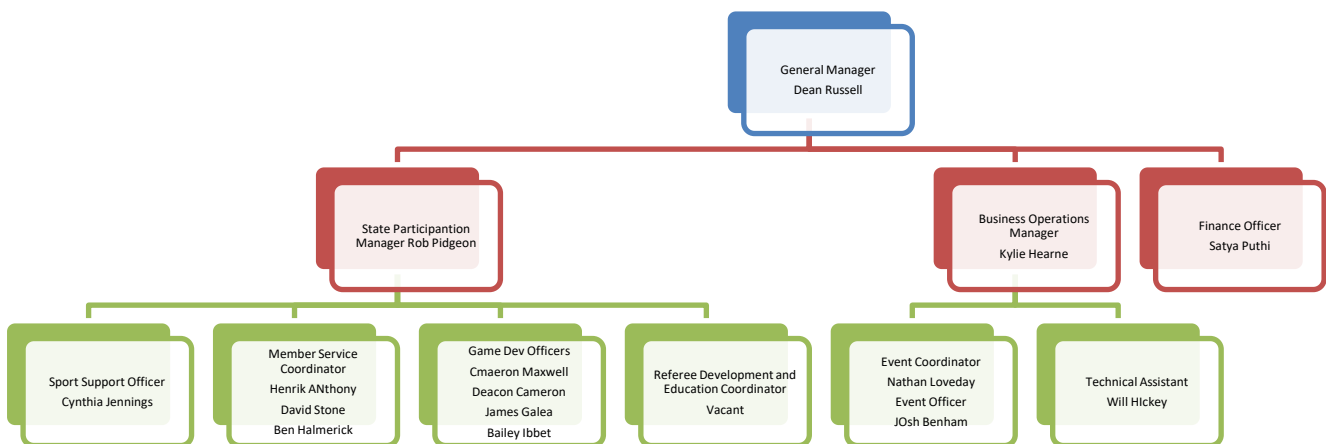 General Manager
Dean Russell
State Participantion
Manager Rob Pidgeon
Business Operations
Manager
Kylie Hearne
Finance Officer
Satya Puthi
Sport Support Officer
Cynthia Jennings
Member Service
Coordinator
Henrik ANthony
David Stone
Ben Halmerick
Game Dev Officers
Cmaeron Maxwell
Deacon Cameron
James Galea
Bailey Ibbet
Referee Development and
Education Coordinator
Vacant
Event Coordinator
Nathan Loveday
Event Officer
JOsh Benham
Technical Assistant
Will HIckey